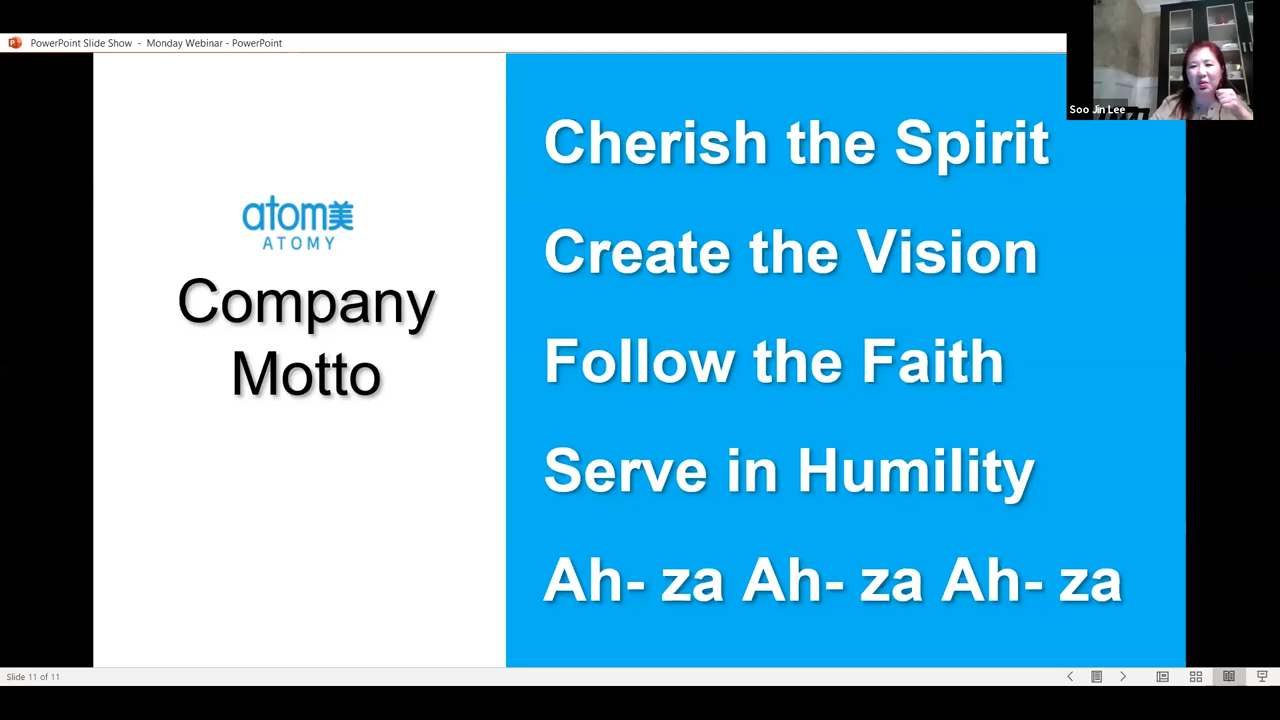 PowerPoint Slide Show - Monday Webinar - PowerPoint
Soo Jin Lee
atom美
ATOMY
Company
Motto
Cherish the Spirit
Create the Vision
Follow the Faith
Serve in Humility
Ah- za Ah- za Ah- za
Slide 11 of 11